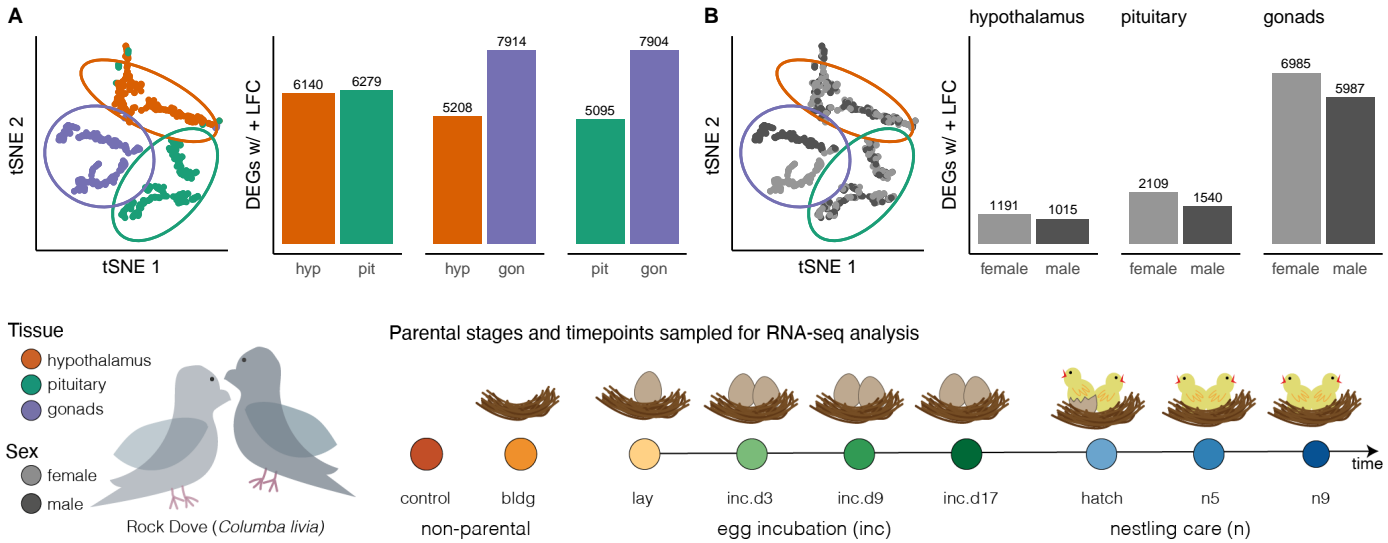 A
tSNE 2
tSNE 1
DEGs w/ + LFC
6140
6279
hyp
pit
5208
7914
hyp
gon
5095
7904
pit
gon
B
tSNE 2
tSNE 1
DEGs w/ + LFC
hypothalamus
pituitary
gonads
1191
1015
female
male
2109
1540
female
male
6985
5987
female
male
Tissue
hypothalamus
pituitary
gonads
Sex
female
male
Rock Dove (Columba livia)
Parental stages and timepoints sampled for RNA-seq analysis
time
control
bldg
lay
inc.d3
inc.d9
inc.d17
hatch
n5
n9
non-parental
egg incubation (inc)
nestling care (n)